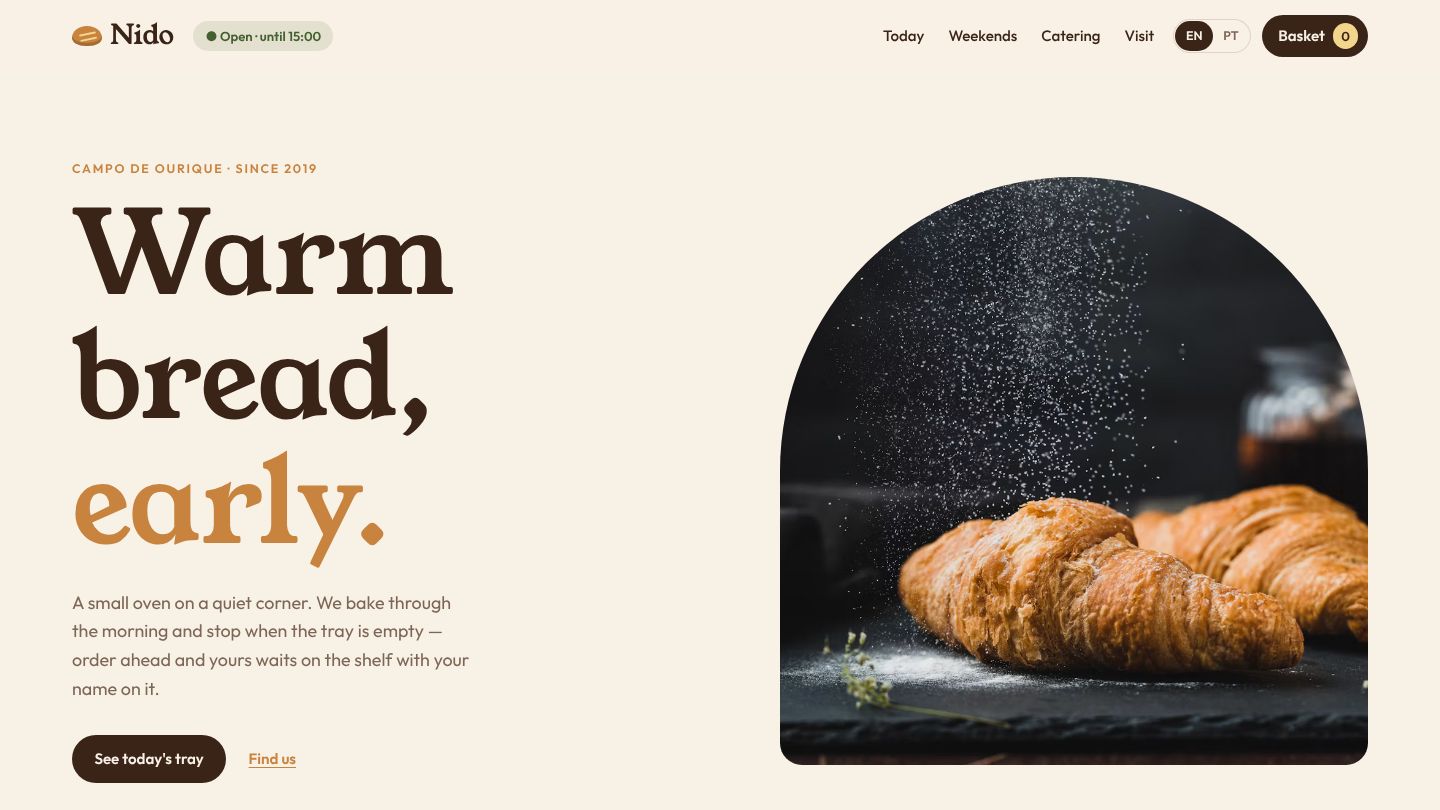 Nido
Open · until 15:00
Today
Weekends
Catering
Visit
EN
PT
Basket
0
CAMPO DE OURIQUE · SINCE 2019
Warm
bread,
early.
A small oven on a quiet corner. We bake through
the morning and stop when the tray is empty —
order ahead and yours waits on the shelf with your
name on it.
See today's tray
Find us